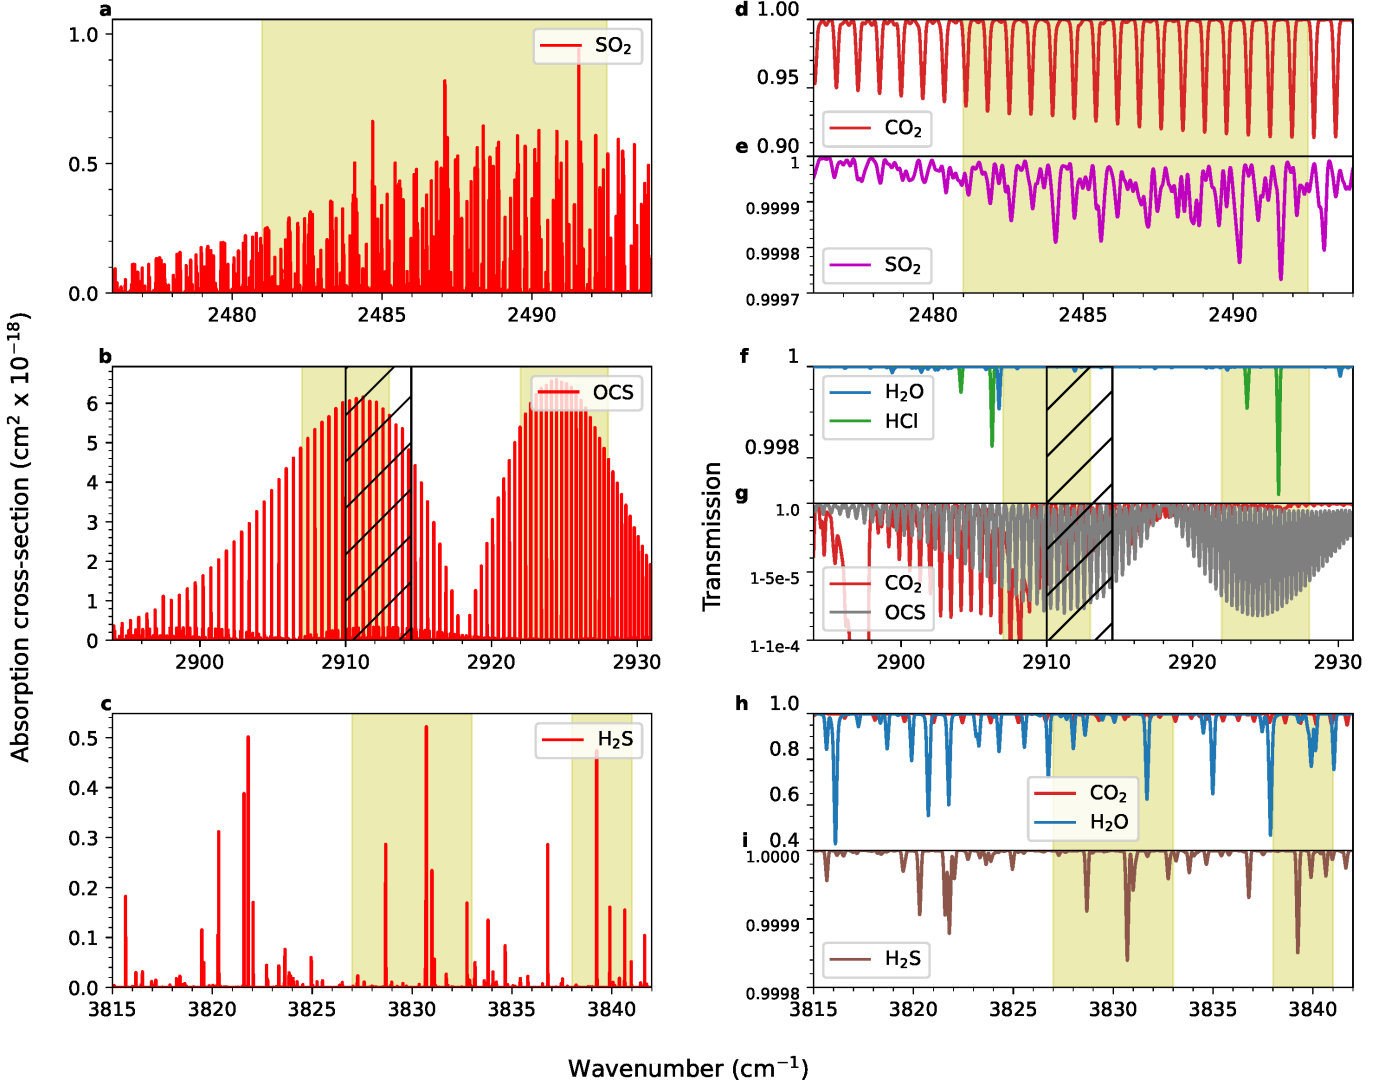 a
1.0
0.5
0.0
SO₂
2480 2485 2490
b
6
5
4
3
2
1
0
OCS
2900 2910 2920 2930
c
0.5
0.4
0.3
0.2
0.1
0.0
H₂S
3815 3820 3825 3830 3835 3840
Absorption cross-section (cm² x 10⁻¹⁸)
d 1.00
0.95
0.90
CO₂
e
1
0.9999
0.9998
0.9997
SO₂
2480 2485 2490
f 1
0.998
H₂O
HCl
g
1.0
1-5e-5
1-1e-4
CO₂
OCS
2900 2910 2920 2930
h 1.0
0.8
0.6
0.4
CO₂
H₂O
i
1.0000
0.9999
0.9998
H₂S
3815 3820 3825 3830 3835 3840
Transmission
Wavenumber (cm⁻¹)